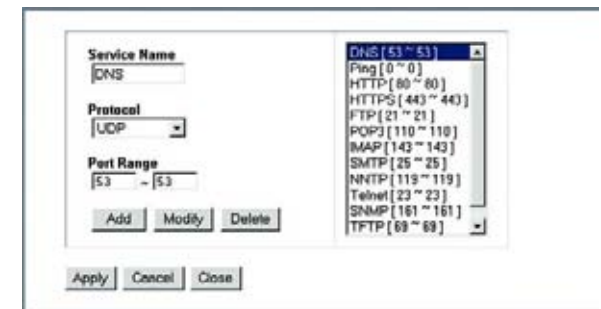 Service Name
DNS
Protocol
UDP
Port Range
53 ~ 53
Add Modify Delete
DNS [ 53 ~ 53 ]
Ping [ 0 ~ 0 ]
HTTP [ 80 ~ 80 ]
HTTPS [ 443 ~ 443 ]
FTP [ 21 ~ 21 ]
POP3 [ 110 ~ 110 ]
IMAP [ 143 ~ 143 ]
SMTP [ 25 ~ 25 ]
NNTP [ 119 ~ 119 ]
Telnet [ 23 ~ 23 ]
SNMP [ 161 ~ 161 ]
TFTP [ 69 ~ 69 ]
Apply Cancel Close